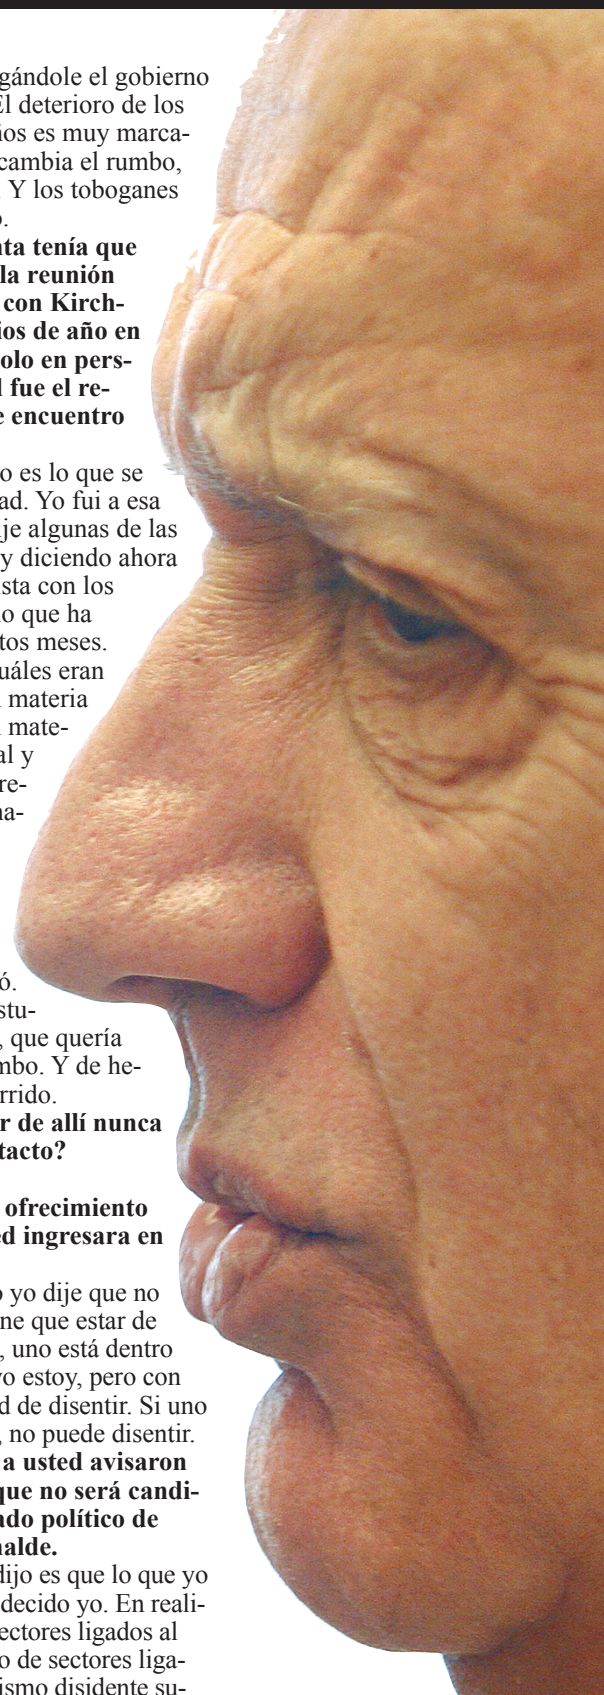 gándole el gobierno
El deterioro de los
ños es muy marca-
cambia el rumbo,
. Y los toboganes
o.
nta tenía que
la reunión
con Kirch-
ios de año en
olo en pers-
l fue el re-
e encuentro
o es lo que se
ad. Yo fui a esa
ije algunas de las
y diciendo ahora
sta con los
lo que ha
tos meses.
uáles eran
materia
mate-
al y
re-
na-
ó.
stu-
, que quería
mbo. Y de he-
rrido.
r de allí nunca
tacto?
ofrecimiento
ed ingresara en
o yo dije que no
ne que estar de
, uno está dentro
yo estoy, pero con
d de disentir. Si uno
, no puede disentir.
a usted avisaron
que no será candi-
ado político de
nalde.
dijo es que lo que yo
decido yo. En reali-
ectores ligados al
o de sectores liga-
ismo disidente su-